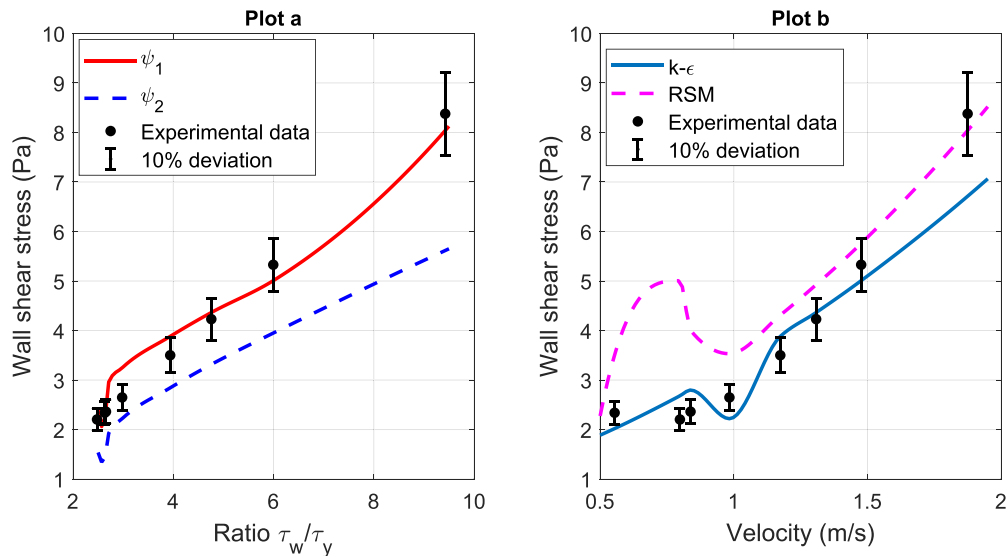 Plot a
ψ1
ψ2
Experimental data
10% deviation
10
9
8
7
6
5
4
3
2
1
Wall shear stress (Pa)
2 4 6 8 10
Ratio τw/τy
Plot b
k-ϵ
RSM
Experimental data
10% deviation
10
9
8
7
6
5
4
3
2
1
Wall shear stress (Pa)
0.5 1 1.5 2
Velocity (m/s)